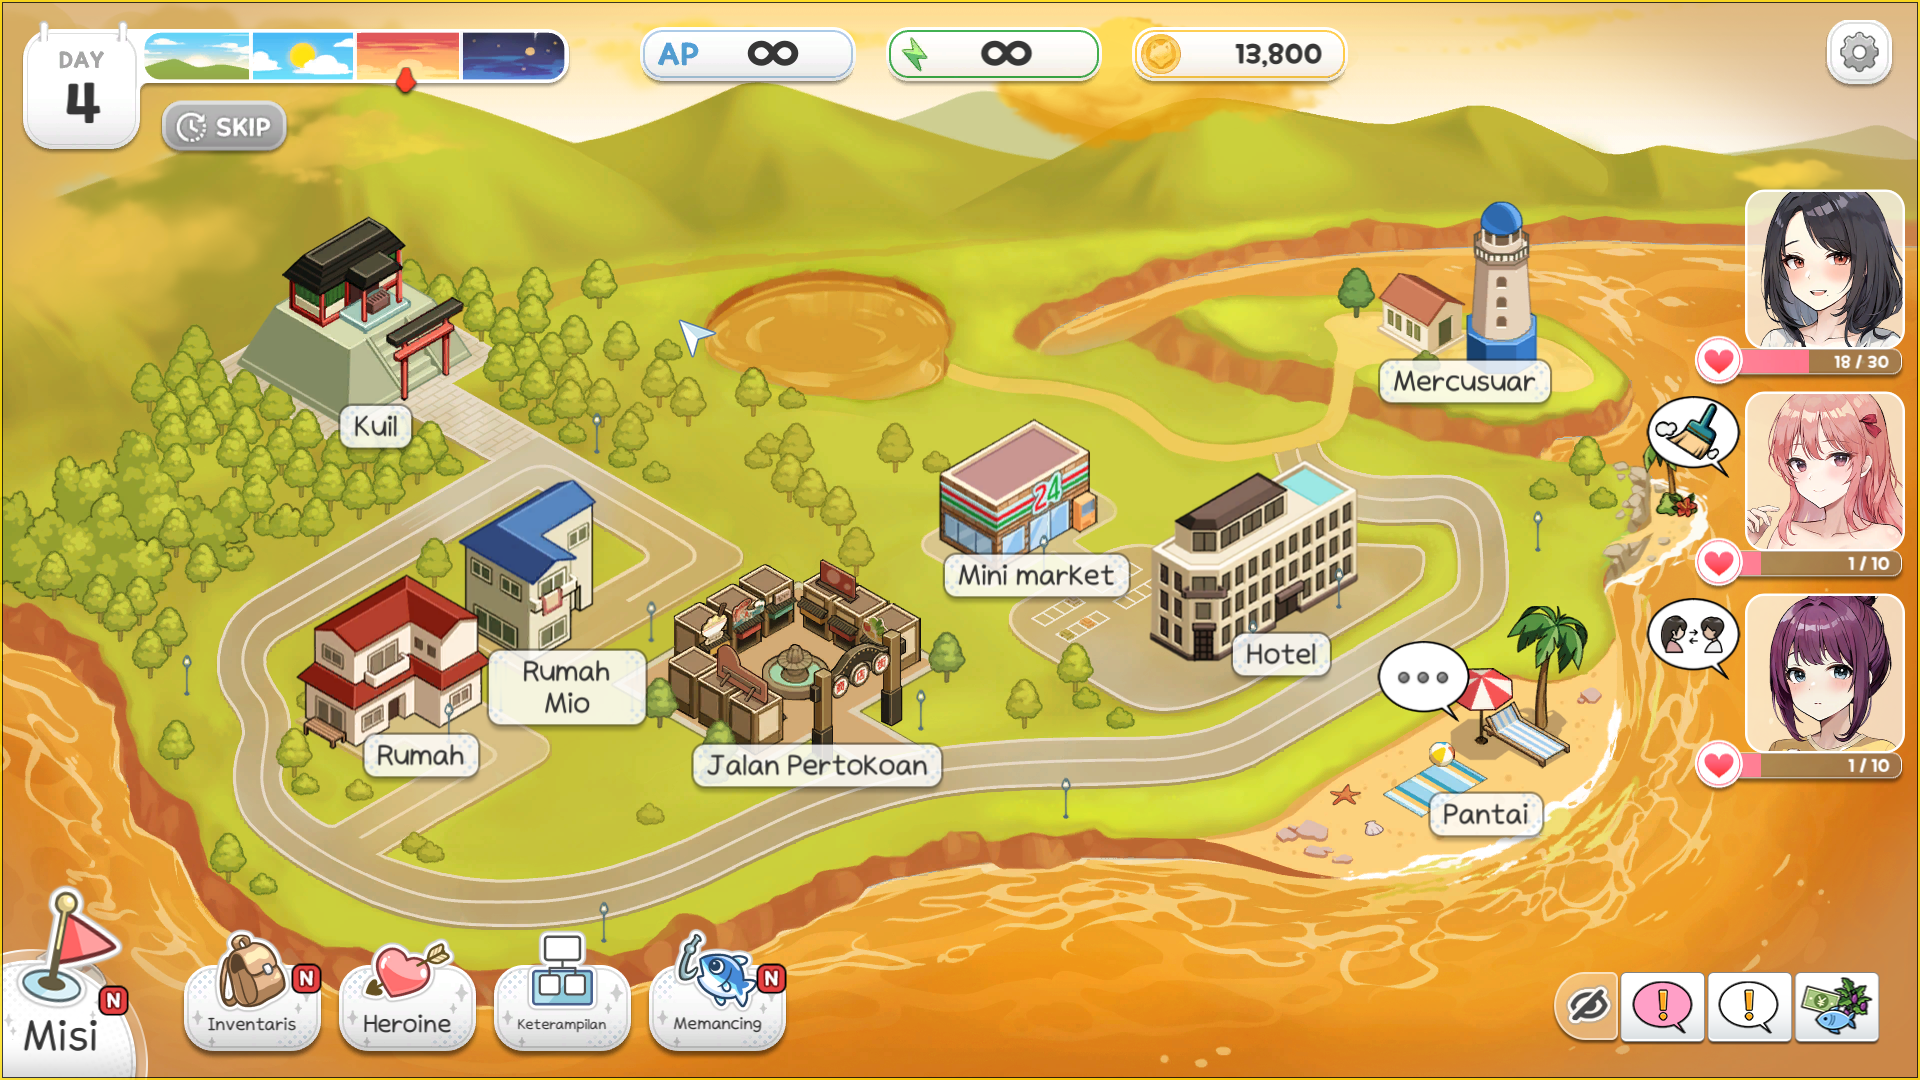 DAY
4
SKIP
AP ∞
∞
13,800
18 / 30
Mercusuar
Kuil
24
1 / 10
Mini market
Hotel
Rumah
Mio
Rumah
Jalan Pertokoan
1 / 10
Pantai
N
Misi
N
Inventaris
Heroine
Keterampilan
N
Memancing